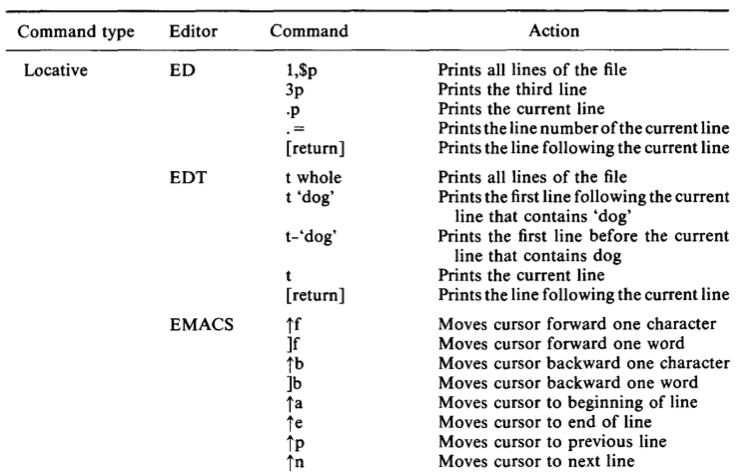 Command type Editor Command Action
Locative ED 1,$p Prints all lines of the file
3p Prints the third line
.p Prints the current line
.= Prints the line number of the current line
[return] Prints the line following the current line
EDT t whole Prints all lines of the file
t ‘dog’ Prints the first line following the current
line that contains ‘dog’
t-‘dog’ Prints the first line before the current
line that contains dog
t Prints the current line
[return] Prints the line following the current line
EMACS ↑f Moves cursor forward one character
]f Moves cursor forward one word
↑b Moves cursor backward one character
]b Moves cursor backward one word
↑a Moves cursor to beginning of line
↑e Moves cursor to end of line
↑p Moves cursor to previous line
↑n Moves cursor to next line